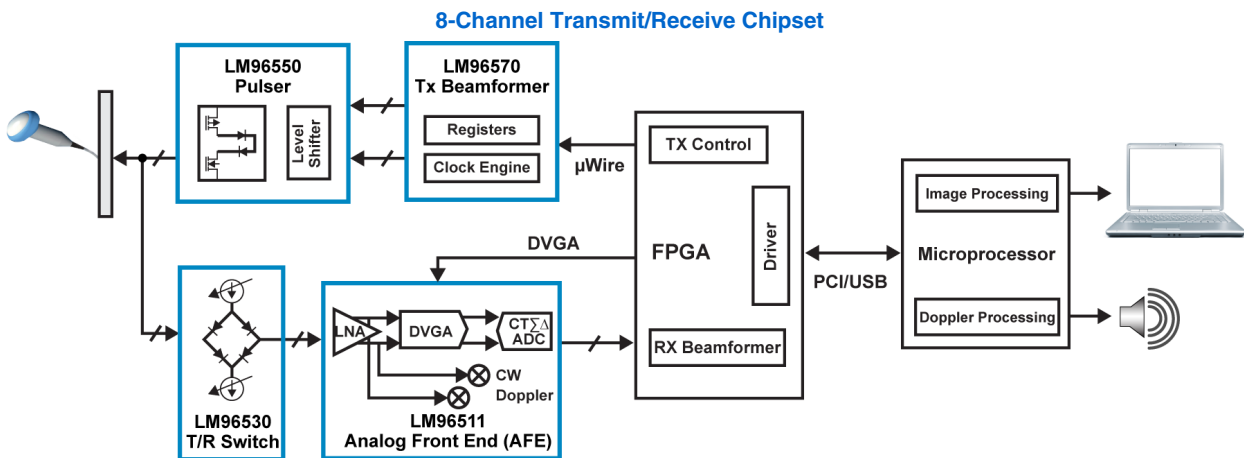 8-Channel Transmit/Receive Chipset
LM96550
Pulser
Level
Shifter
LM96570
Tx Beamformer
Registers
Clock Engine
µWire
TX Control
FPGA
Driver
RX Beamformer
DVGA
PCI/USB
Image Processing
Microprocessor
Doppler Processing
LM96530
T/R Switch
LNA
DVGA
CT∑Δ
ADC
CW
Doppler
LM96511
Analog Front End (AFE)